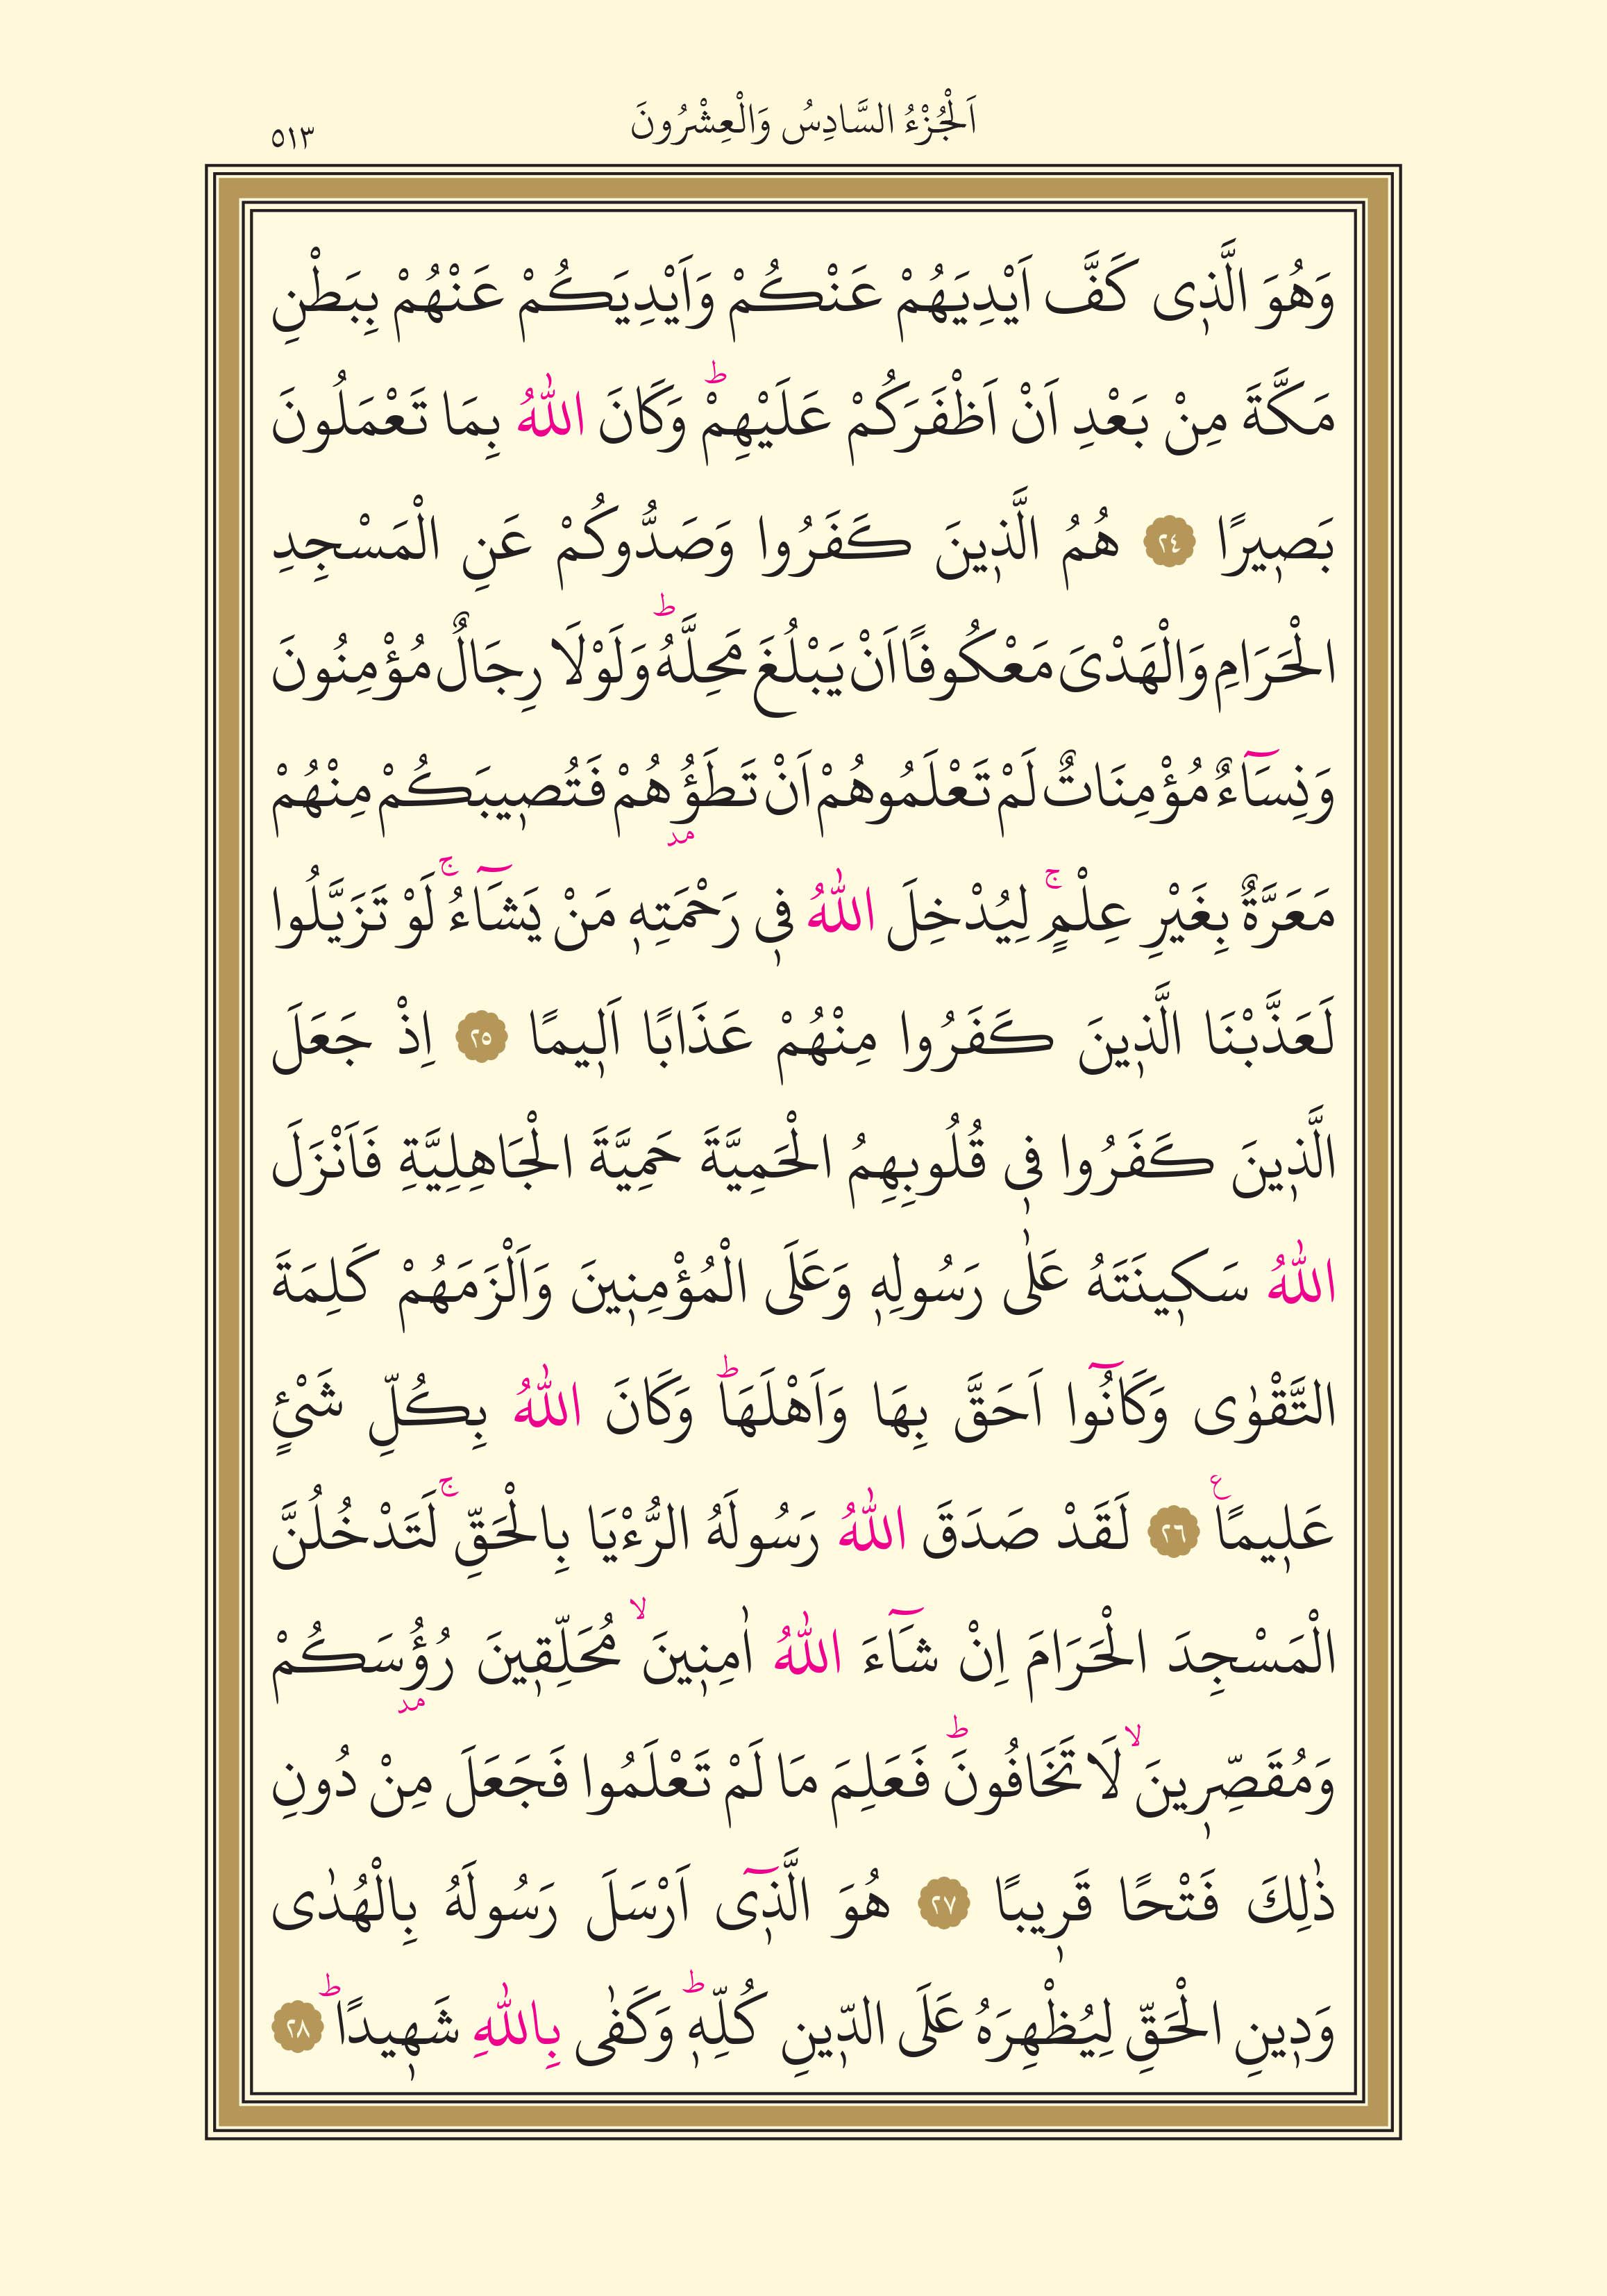 اَلْجُزْءُ السَّادِسُ وَالْعِشْرُونَ
٥١٣
وَهُوَ الَّذ۪ى كَفَّ اَيْدِيَهُمْ عَنْكُمْ وَاَيْدِيَكُمْ عَنْهُمْ بِبَطْنِ
مَكَّةَ مِنْ بَعْدِ اَنْ اَظْفَرَكُمْ عَلَيْهِمْؕ وَكَانَ اللّٰهُ بِمَا تَعْمَلُونَ
بَص۪يرًا ﴿٢٤﴾ هُمُ الَّذ۪ينَ كَفَرُوا وَصَدُّوكُمْ عَنِ الْمَسْجِدِ
الْحَرَامِ وَالْهَدْىَ مَعْكُوفًا اَنْ يَبْلُغَ مَحِلَّهُؕ وَلَوْلَا رِجَالٌ مُؤْمِنُونَ
وَنِسَٓاءٌ مُؤْمِنَاتٌ لَمْ تَعْلَمُوهُمْ اَنْ تَطَؤُ۫هُمْ فَتُص۪يبَكُمْ مِنْهُمْ
مد
مَعَرَّةٌ بِغَيْرِ عِلْمٍۚ لِيُدْخِلَ اللّٰهُ ف۪ى رَحْمَتِه۪ مَنْ يَشَٓاءُۚ لَوْ تَزَيَّلُوا
لَعَذَّبْنَا الَّذ۪ينَ كَفَرُوا مِنْهُمْ عَذَابًا اَل۪يمًا ﴿٢٥﴾ اِذْ جَعَلَ
الَّذ۪ينَ كَفَرُوا ف۪ى قُلُوبِهِمُ الْحَمِيَّةَ حَمِيَّةَ الْجَاهِلِيَّةِ فَاَنْزَلَ
اللّٰهُ سَك۪ينَتَهُ عَلٰى رَسُولِه۪ وَعَلَى الْمُؤْمِن۪ينَ وَاَلْزَمَهُمْ كَلِمَةَ
التَّقْوٰى وَكَانُٓوا اَحَقَّ بِهَا وَاَهْلَهَاؕ وَكَانَ اللّٰهُ بِكُلِّ شَىْءٍ
عَل۪يمًاع ﴿٢٦﴾ لَقَدْ صَدَقَ اللّٰهُ رَسُولَهُ الرُّءْيَا بِالْحَقِّۚ لَتَدْخُلُنَّ
الْمَسْجِدَ الْحَرَامَ اِنْ شَٓاءَ اللّٰهُ اٰمِن۪ينَۙ مُحَلِّق۪ينَ رُؤُسَكُمْ
مد
وَمُقَصِّر۪ينَۙ لَا تَخَافُونَؕ فَعَلِمَ مَا لَمْ تَعْلَمُوا فَجَعَلَ مِنْ دُونِ
ذٰلِكَ فَتْحًا قَر۪يبًا ﴿٢٧﴾ هُوَ الَّذ۪ٓى اَرْسَلَ رَسُولَهُ بِالْهُدٰى
وَد۪ينِ الْحَقِّ لِيُظْهِرَهُ عَلَى الدّ۪ينِ كُلِّه۪ؕ وَكَفٰى بِاللّٰهِ شَه۪يدًاؕ ﴿٢٨﴾